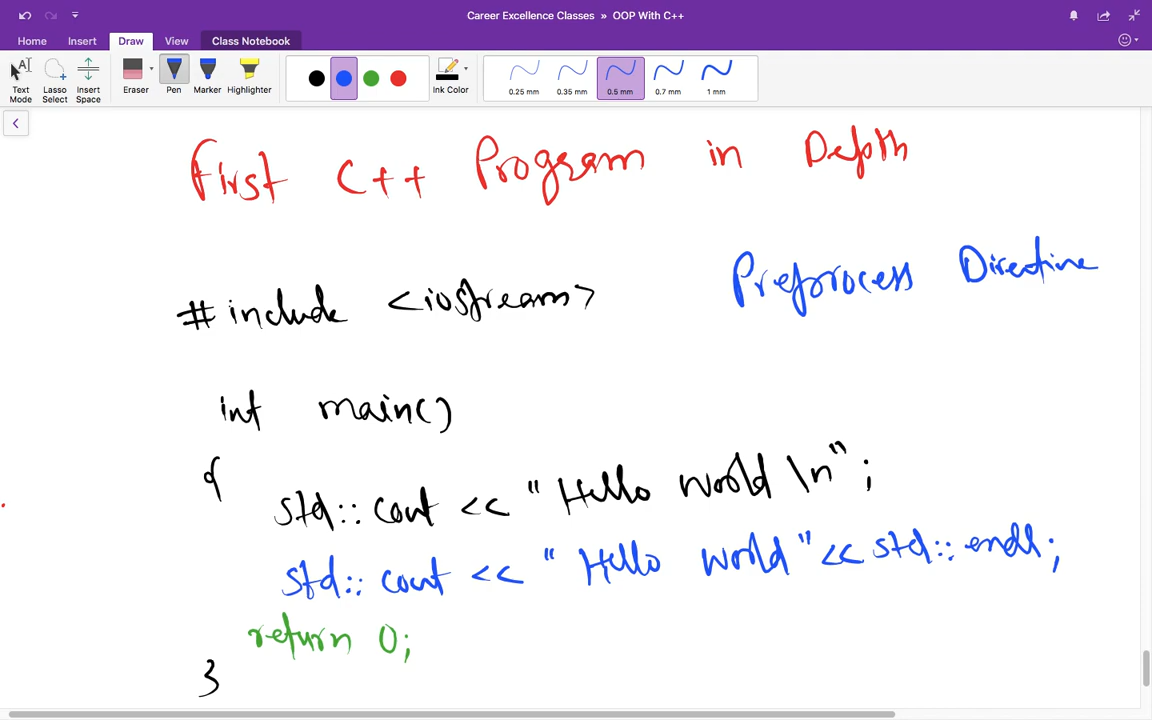 Career Excellence Classes » OOP With C++
Home Insert Draw View Class Notebook
Text Mode Lasso Select Insert Space Eraser Pen Marker Highlighter Ink Color 0.25 mm 0.35 mm 0.5 mm 0.7 mm 1 mm
First C++ Program in Depth
Preprocess Directive
#include <iostream>
int main()
{
std::cout << "Hello World \n";
std::cout << "Hello World"<< std::endl;
return 0;
}